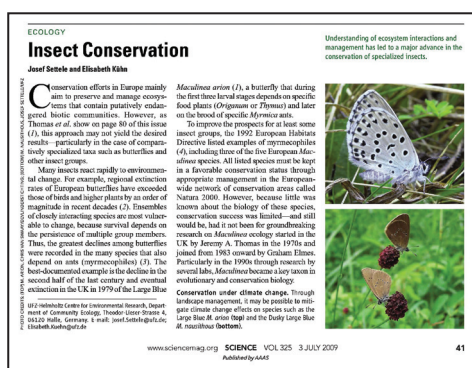 ECOLOGY
Insect Conservation
Josef Settele and Elisabeth Kühn
Conservation efforts in Europe mainly
aim to preserve and manage ecosys-
tems that contain putatively endan-
gered biotic communities. However, as
Thomas et al. show on page 80 of this issue
(1), this approach may not yield the desired
results—particularly in the case of compara-
tively specialized taxa such as butterflies and
other insect groups.
Many insects react rapidly to environmen-
tal change. For example, regional extinction
rates of European butterflies have exceeded
those of birds and higher plants by an order of
magnitude in recent decades (2). Ensembles
of closely interacting species are most vulner-
able to change, because survival depends on
the persistence of multiple group members.
Thus, the greatest declines among butterflies
were recorded in the many species that also
depend on ants (myrmecophiles) (3). The
best-documented example is the decline in the
second half of the last century and eventual
extinction in the UK in 1979 of the Large Blue
UFZ-Helmholtz Centre for Environmental Research, Depart-
ment of Community Ecology, Theodor-Lieser-Strasse 4,
06120 Halle, Germany. E-mail: Josef.Settele@ufz.de;
Elisabeth.Kuehn@ufz.de
Maculinea arion (1), a butterfly that during
the first three larval stages depends on specific
food plants (Origanum or Thymus) and later
on the brood of specific Myrmica ants.
To improve the prospects for at least some
insect groups, the 1992 European Habitats
Directive listed examples of myrmecophiles
(4), including three of the five European Mac-
ulinea species. All listed species must be kept
in a favorable conservation status through
appropriate management in the European-
wide network of conservation areas called
Natura 2000. However, because little was
known about the biology of these species,
conservation success was limited—and still
would be, had it not been for groundbreaking
research on Maculinea ecology started in the
UK by Jeremy A. Thomas in the 1970s and
joined from 1983 onward by Graham Elmes.
Particularly in the 1990s through research by
several labs, Maculinea became a key taxon in
evolutionary and conservation biology.
Conservation under climate change. Through
landscape management, it may be possible to miti-
gate climate change effects on species such as the
Large Blue M. arion (top) and the Dusky Large Blue
M. nausithous (bottom).
Understanding of ecosystem interactions and
management has led to a major advance in the
conservation of specialized insects.
www.sciencemag.org SCIENCE VOL 325 3 JULY 2009
41
Published by AAAS